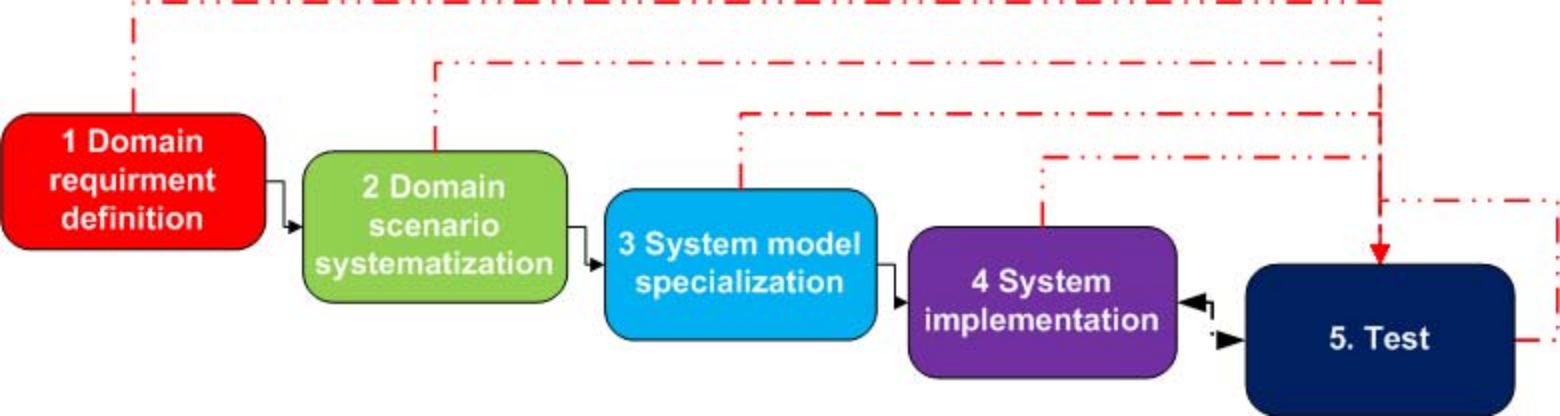 1 Domain
requirment
definition
2 Domain
scenario
systematization
3 System model
specialization
4 System
implementation
5. Test